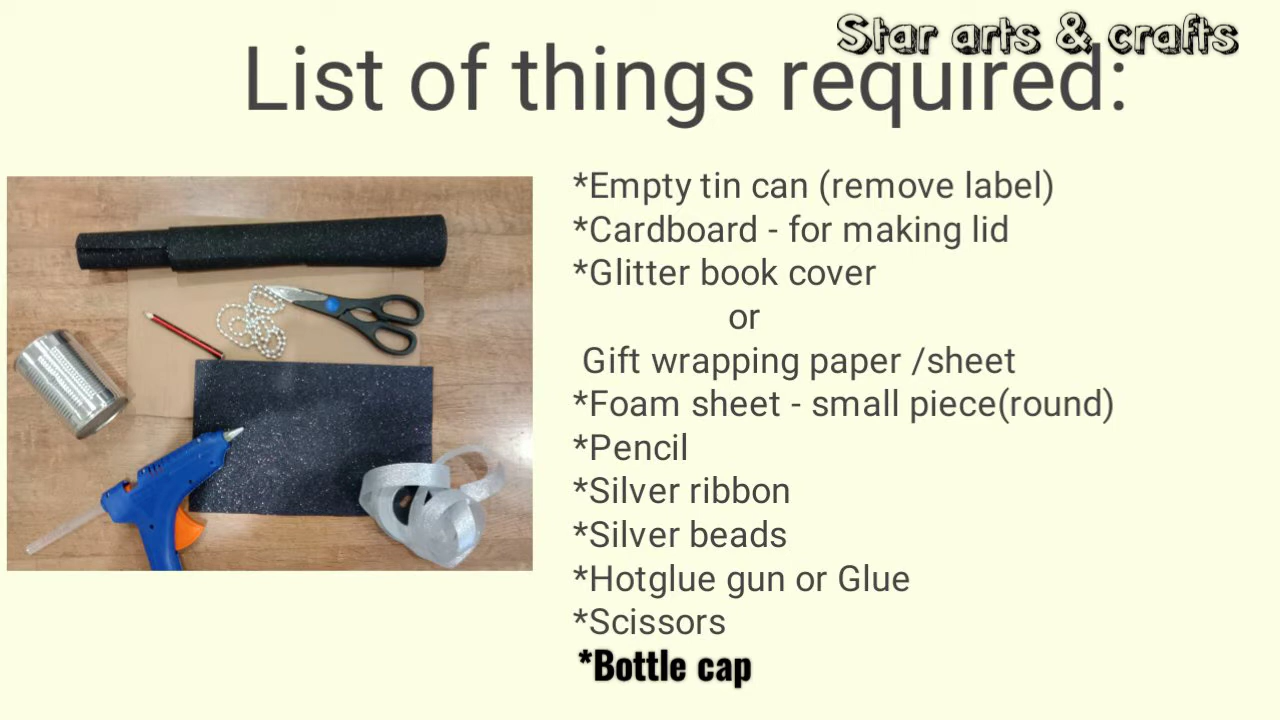 Star arts & crafts
List of things required:
*Empty tin can (remove label)
*Cardboard - for making lid
*Glitter book cover
or
Gift wrapping paper /sheet
*Foam sheet - small piece(round)
*Pencil
*Silver ribbon
*Silver beads
*Hotglue gun or Glue
*Scissors
*Bottle cap